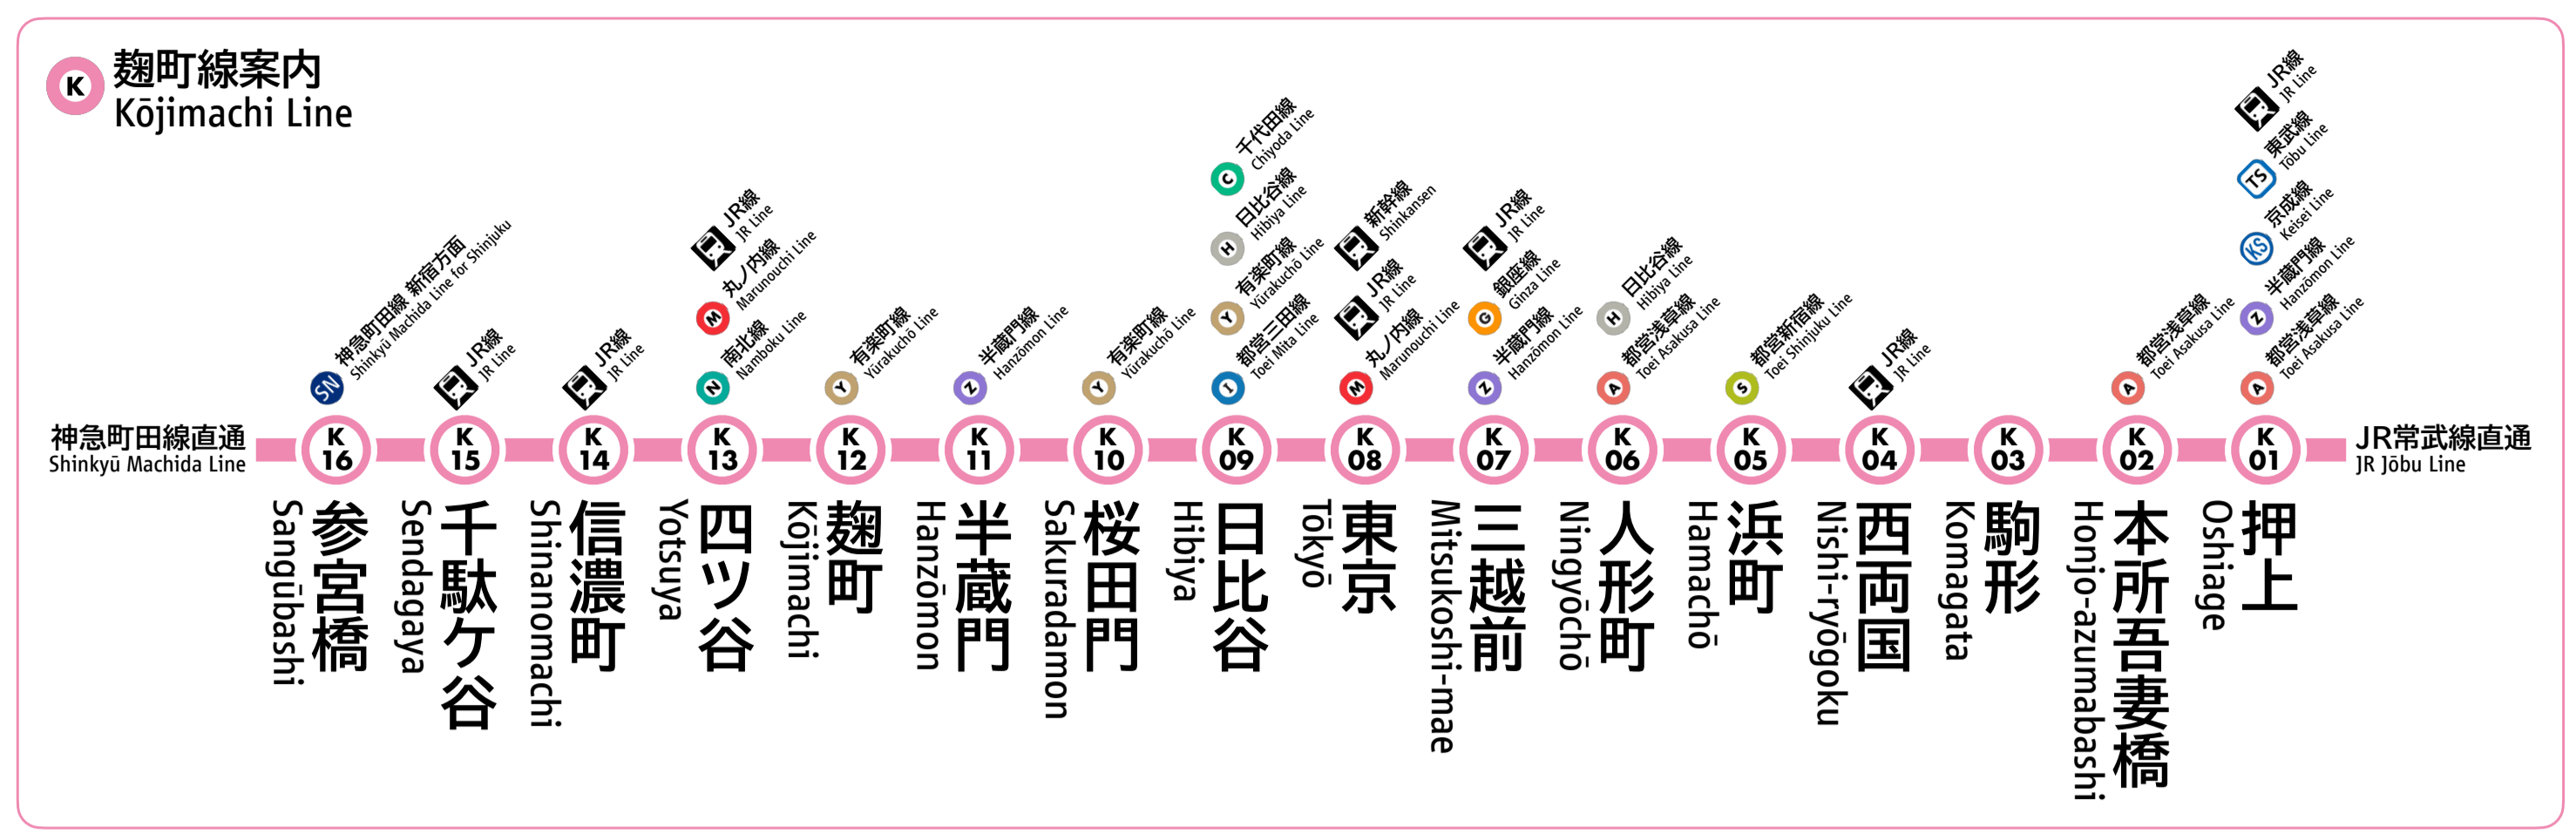 K
麹町線案内
Kōjimachi Line
神急町田線直通
Shinkyū Machida Line
SN
神急町田線 新宿方面
Shinkyū Machida Line for Shinjuku
K
16
参宮橋
Sangūbashi
JR線
JR Line
K
15
千駄ケ谷
Sendagaya
JR線
JR Line
K
14
信濃町
Shinanomachi
JR線
JR Line
M
丸ノ内線
Marunouchi Line
N
南北線
Namboku Line
K
13
四ツ谷
Yotsuya
Y
有楽町線
Yūrakuchō Line
K
12
麹町
Kōjimachi
Z
半蔵門線
Hanzōmon Line
K
11
半蔵門
Hanzōmon
Y
有楽町線
Yūrakuchō Line
K
10
桜田門
Sakuradamon
C
千代田線
Chiyoda Line
H
日比谷線
Hibiya Line
Y
有楽町線
Yūrakuchō Line
I
都営三田線
Toei Mita Line
K
09
日比谷
Hibiya
新幹線
Shinkansen
JR線
JR Line
M
丸ノ内線
Marunouchi Line
K
08
東京
Tōkyō
JR線
JR Line
G
銀座線
Ginza Line
Z
半蔵門線
Hanzōmon Line
K
07
三越前
Mitsukoshi-mae
H
日比谷線
Hibiya Line
A
都営浅草線
Toei Asakusa Line
K
06
人形町
Ningyōchō
S
都営新宿線
Toei Shinjuku Line
K
05
浜町
Hamachō
JR線
JR Line
K
04
西両国
Nishi-ryōgoku
K
03
駒形
Komagata
A
都営浅草線
Toei Asakusa Line
K
02
本所吾妻橋
Honjo-azumabashi
JR線
JR Line
TS
東武線
Tōbu Line
KS
京成線
Keisei Line
Z
半蔵門線
Hanzōmon Line
A
都営浅草線
Toei Asakusa Line
K
01
押上
Oshiage
JR常武線直通
JR Jōbu Line